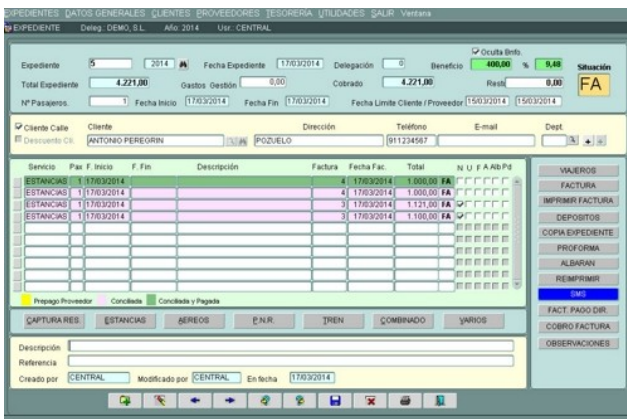 EXPEDIENTES DATOS GENERALES CLIENTES PROVEEDORES TESORERIA UTILIDADES SALIR Ventana
EXPEDIENTE Deleg.: DEMO, S.L. Año: 2014 Usr.: CENTRAL
Oculta Bnfo.
Expediente 5 2014 Fecha Expediente 17/03/2014 Delegación 0 Beneficio 400,00 % 9,48 Situación
Total Expediente 4.221,00 Gastos Gestión 0,00 Cobrado 4.221,00 Resto 0,00 FA
Nº Pasajeros. 1 Fecha Inicio 17/03/2014 Fecha Fin 17/03/2014 Fecha Limite Cliente / Proveedor 15/03/2014 15/03/2014
Cliente Calle Cliente Dirección Teléfono E-mail Dept.
Descuento Cli. ANTONIO PEREGRIN POZUELO 911234567
Servicio Pax F. Inicio F. Fin Descripción Factura Fecha Fac. Total N U F A Alb Pd
ESTANCIAS 1 17/03/2014 4 17/03/2014 1.000,00 FA
ESTANCIAS 1 17/03/2014 4 17/03/2014 1.000,00 FA
ESTANCIAS 1 17/03/2014 3 17/03/2014 1.121,00 FA
ESTANCIAS 1 17/03/2014 3 17/03/2014 1.100,00 FA
Prepago Proveedor Conciliada Conciliada y Pagada
VIAJEROS
FACTURA
IMPRIMIR FACTURA
DEPOSITOS
COPIA EXPEDIENTE
PROFORMA
ALBARAN
REIMPRIMIR
SMS
FACT. PAGO DIR.
COBRO FACTURA
OBSERVACIONES
CAPTURA RES. ESTANCIAS AEREOS P.N.R. TREN COMBINADO VARIOS
Descripción
Referencia
Creado por CENTRAL Modificado por CENTRAL En fecha 17/03/2014